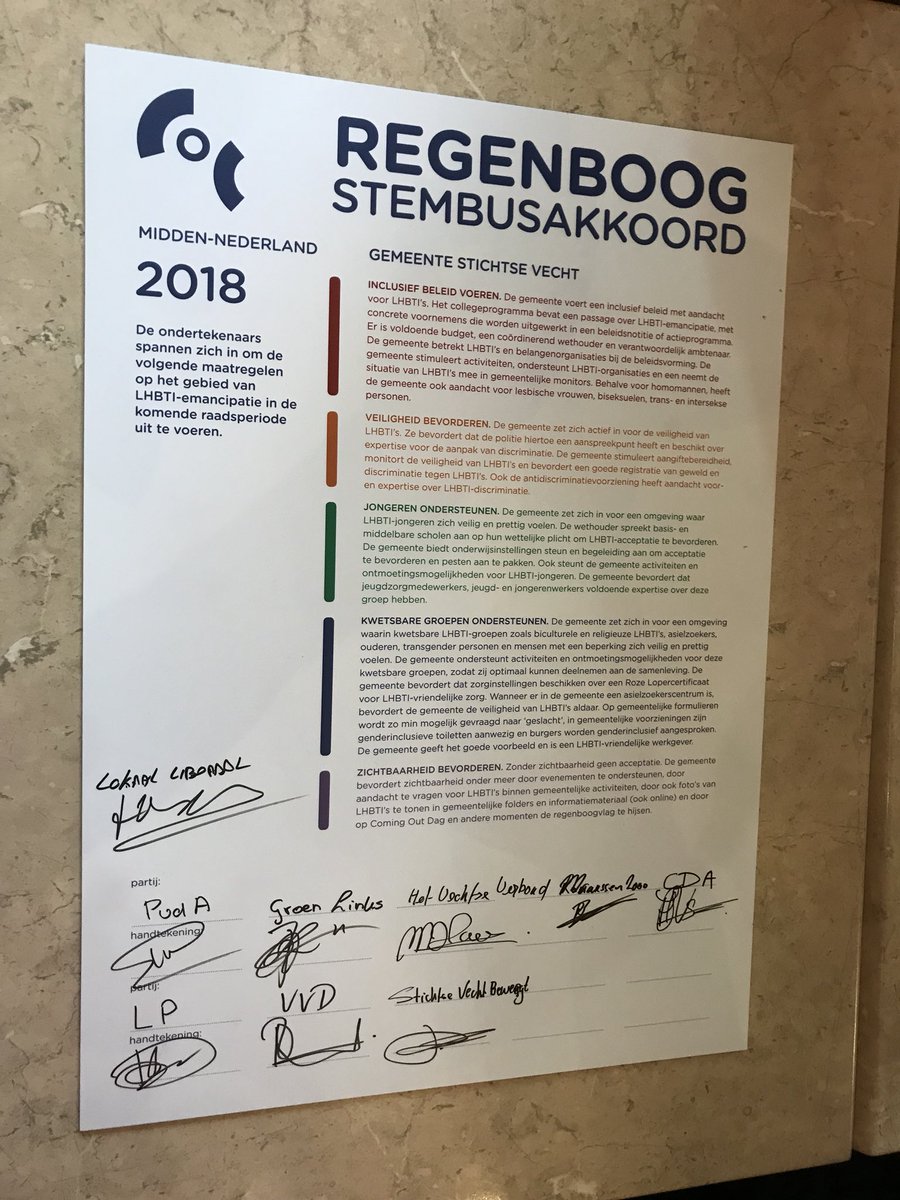 COC
MIDDEN-NEDERLAND
2018
De ondertekenaars
spannen zich in om de
volgende maatregelen
op het gebied van
LHBTI-emancipatie in de
komende raadsperiode
uit te voeren.
REGENBOOG
STEMBUSAKKOORD
GEMEENTE STICHTSE VECHT
INCLUSIEF BELEID VOEREN. De gemeente voert een inclusief beleid met aandacht
voor LHBTI's. Het collegeprogramma bevat een passage over LHBTI-emancipatie, met
concrete voornemens die worden uitgewerkt in een beleidsnotitie of actieprogramma.
Er is voldoende budget, een coördinerend wethouder en verantwoordelijk ambtenaar.
De gemeente betrekt LHBTI's en belangenorganisaties bij de beleidsvorming. De
gemeente stimuleert activiteiten, ondersteunt LHBTI-organisaties en een neemt de
situatie van LHBTI's mee in gemeentelijke monitors. Behalve voor homomannen, heeft
de gemeente ook aandacht voor lesbische vrouwen, biseksuelen, trans- en intersekse
personen.
VEILIGHEID BEVORDEREN. De gemeente zet zich actief in voor de veiligheid van
LHBTI's. Ze bevordert dat de politie hiertoe een aanspreekpunt heeft en beschikt over
expertise voor de aanpak van discriminatie. De gemeente stimuleert aangiftebereidheid,
monitort de veiligheid van LHBTI's en bevordert een goede registratie van geweld en
discriminatie tegen LHBTI's. Ook de antidiscriminatievoorziening heeft aandacht voor-
en expertise over LHBTI-discriminatie.
JONGEREN ONDERSTEUNEN. De gemeente zet zich in voor een omgeving waar
LHBTI-jongeren zich veilig en prettig voelen. De wethouder spreekt basis- en
middelbare scholen aan op hun wettelijke plicht om LHBTI-acceptatie te bevorderen.
De gemeente biedt onderwijsinstellingen steun en begeleiding aan om acceptatie
te bevorderen en pesten aan te pakken. Ook steunt de gemeente activiteiten en
ontmoetingsmogelijkheden voor LHBTI-jongeren. De gemeente bevordert dat
jeugdzorgmedewerkers, jeugd- en jongerenwerkers voldoende expertise over deze
groep hebben.
KWETSBARE GROEPEN ONDERSTEUNEN. De gemeente zet zich in voor een omgeving
waarin kwetsbare LHBTI-groepen zoals biculturele en religieuze LHBTI's, asielzoekers,
ouderen, transgender personen en mensen met een beperking zich veilig en prettig
voelen. De gemeente ondersteunt activiteiten en ontmoetingsmogelijkheden voor deze
kwetsbare groepen, zodat zij optimaal kunnen deelnemen aan de samenleving. De
gemeente bevordert dat zorginstellingen beschikken over een Roze Lopercertificaat
voor LHBTI-vriendelijke zorg. Wanneer er in de gemeente een asielzoekerscentrum is,
bevordert de gemeente de veiligheid van LHBTI's aldaar. Op gemeentelijke formulieren
wordt zo min mogelijk gevraagd naar 'geslacht', in gemeentelijke voorzieningen zijn
genderinclusieve toiletten aanwezig en burgers worden genderinclusief aangesproken.
De gemeente geeft het goede voorbeeld en is een LHBTI-vriendelijke werkgever.
ZICHTBAARHEID BEVORDEREN. Zonder zichtbaarheid geen acceptatie. De gemeente
bevordert zichtbaarheid onder meer door evenementen te ondersteunen, door
aandacht te vragen voor LHBTI's binnen gemeentelijke activiteiten, door ook foto's van
LHBTI's te tonen in gemeentelijke folders en informatiemateriaal (ook online) en door
op Coming Out Dag en andere momenten de regenboogvlag te hijsen.
LOKAAL LIBERAAL
partij:
PvdA Groen Links Het Vechtse Verbond Maarssen 2000 CDA
handtekening:
partij:
LP VVD Stichtse Vecht Beweegt
handtekening: